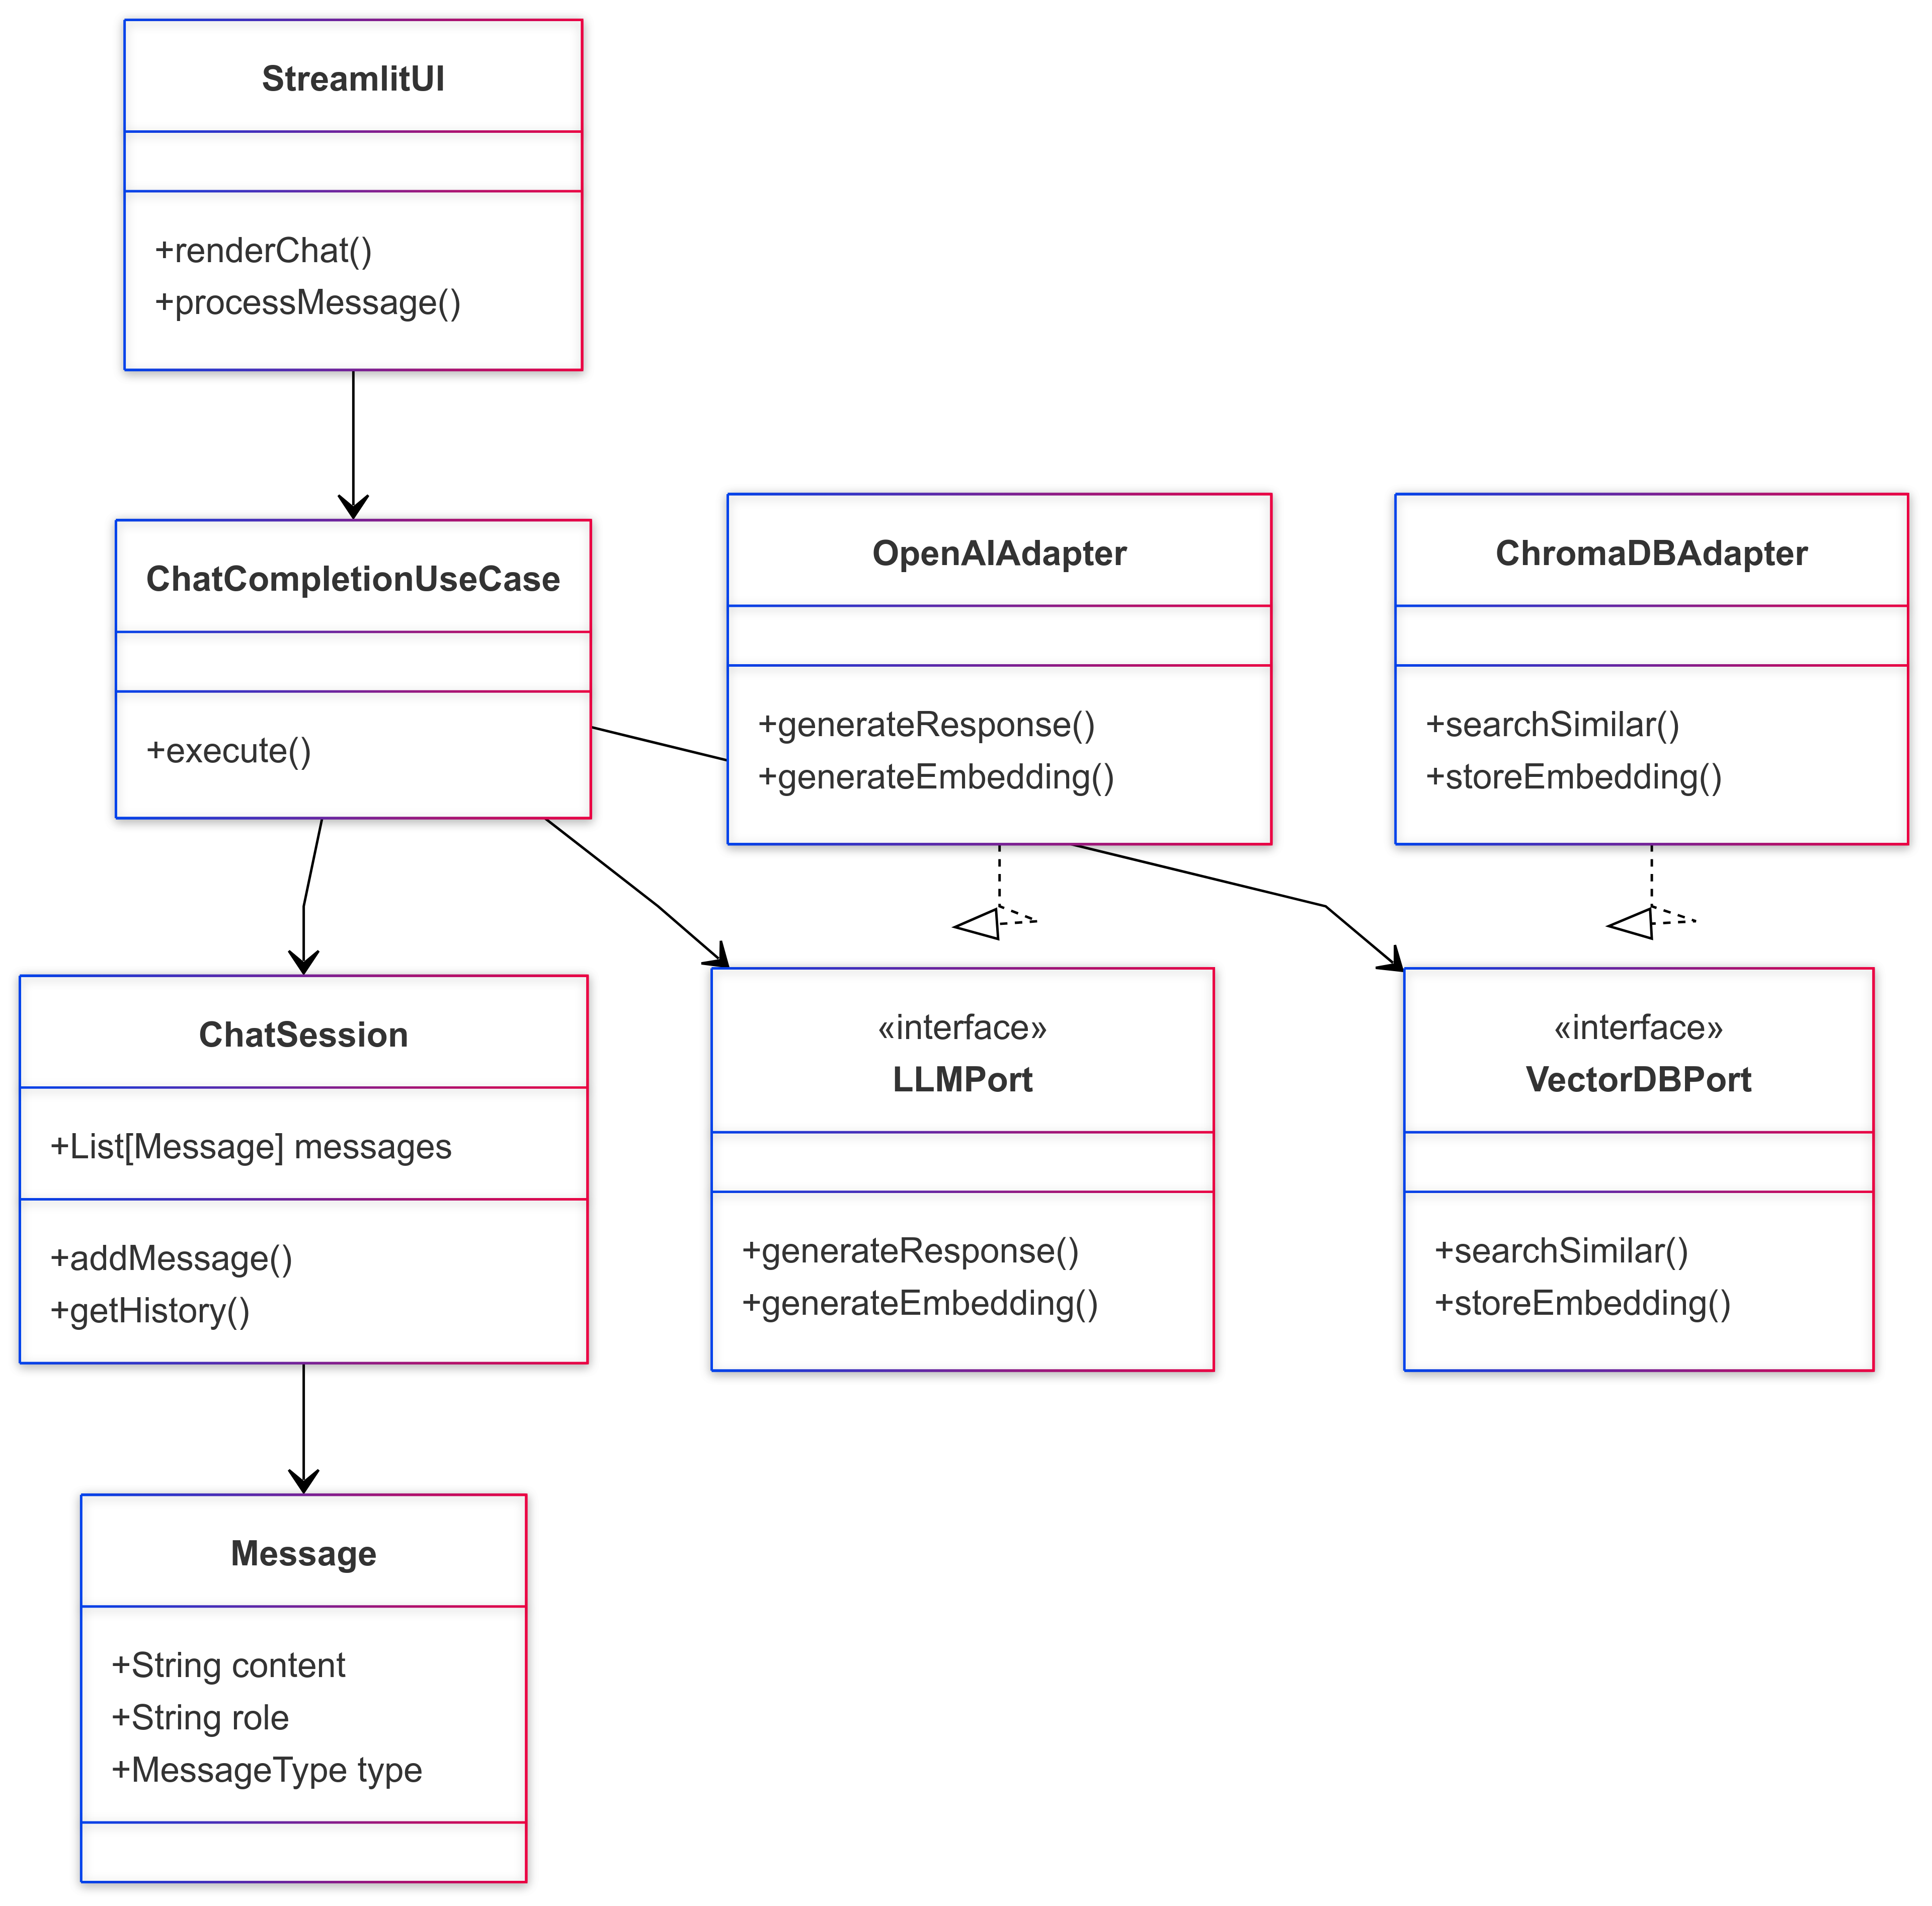 StreamlitUI
+renderChat()
+processMessage()
ChatCompletionUseCase
+execute()
OpenAIAdapter
+generateResponse()
+generateEmbedding()
ChromaDBAdapter
+searchSimilar()
+storeEmbedding()
ChatSession
+List[Message] messages
+addMessage()
+getHistory()
«interface»
LLMPort
+generateResponse()
+generateEmbedding()
«interface»
VectorDBPort
+searchSimilar()
+storeEmbedding()
Message
+String content
+String role
+MessageType type